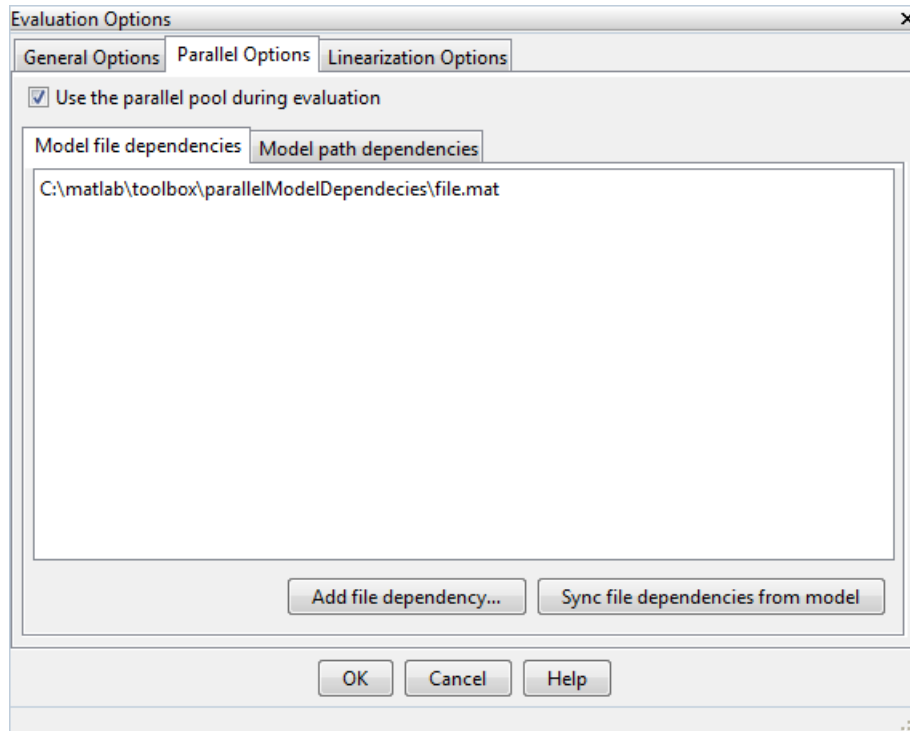 Evaluation Options
General Options Parallel Options Linearization Options
Use the parallel pool during evaluation
Model file dependencies Model path dependencies
C:\matlab\toolbox\parallelModelDependecies\file.mat
Add file dependency... Sync file dependencies from model
OK Cancel Help